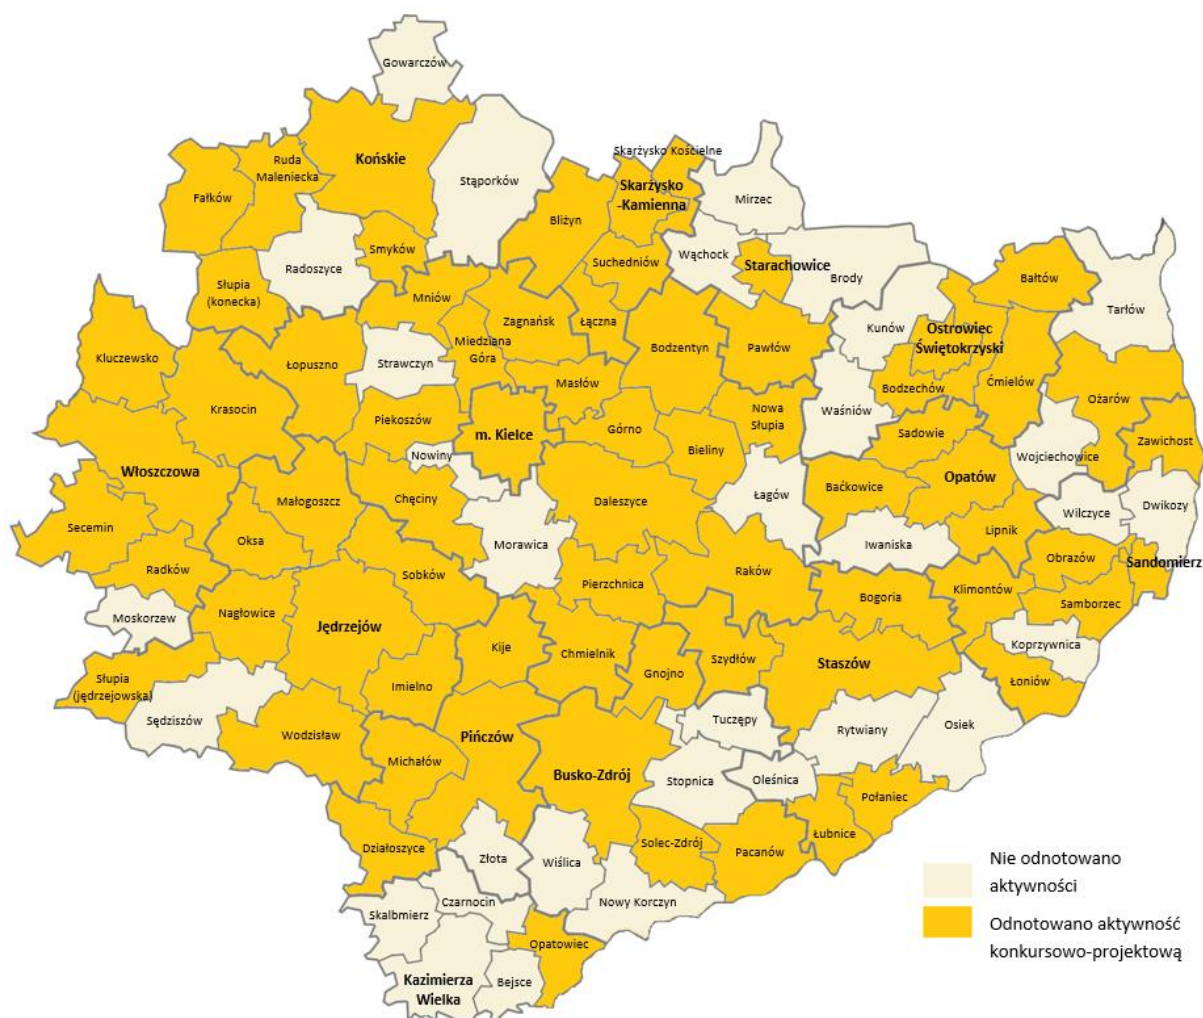 Gowarczów
Końskie
Skarżysko Kościelne
Ruda
Maleniecka
Stąporków
Fałków
Skarżysko
-Kamienna
Mirzec
Bliżyn
Smyków
Wąchock
Suchedniów
Starachowice
Radoszyce
Brody
Bałtów
Słupia
(konecka)
Mniów
Tarłów
Zagnańsk
Łączna
Kunów
Ostrowiec
Świętokrzyski
Miedziana
Góra
Bodzentyn
Pawłów
Kluczewsko
Łopuszno
Strawczyn
Masłów
Bodzechów
Ćmielów
Ożarów
Krasocin
Nowa
Słupia
Waśniów
Piekoszów
m. Kielce
Górno
Sadowie
Zawichost
Bieliny
Nowiny
Wojciechowice
Włoszczowa
Opatów
Małogoszcz
Chęciny
Łagów
Baćkowice
Dwikozy
Daleszyce
Wilczyce
Secemin
Oksa
Lipnik
Morawica
Iwaniska
Obrazów
Sandomierz
Radków
Sobków
Pierzchnica
Raków
Klimontów
Bogoria
Samborzec
Nagłowice
Moskorzew
Jędrzejów
Koprzywnica
Kije
Chmielnik
Szydłów
Staszów
Gnojno
Słupia
(jędrzejowska)
Imielno
Łoniów
Sędziszów
Tuczępy
Osiek
Rytwiany
Wodzisław
Pińczów
Michałów
Busko-Zdrój
Stopnica
Oleśnica
Połaniec
Łubnice
Działoszyce
Solec-Zdrój
Pacanów
Złota
Wiślica
Nie odnotowano
aktywności
Czarnocin
Nowy Korczyn
Skalbmierz
Odnotowano aktywność
konkursowo-projektową
Opatowiec
Kazimierza
Wielka
Bejsce